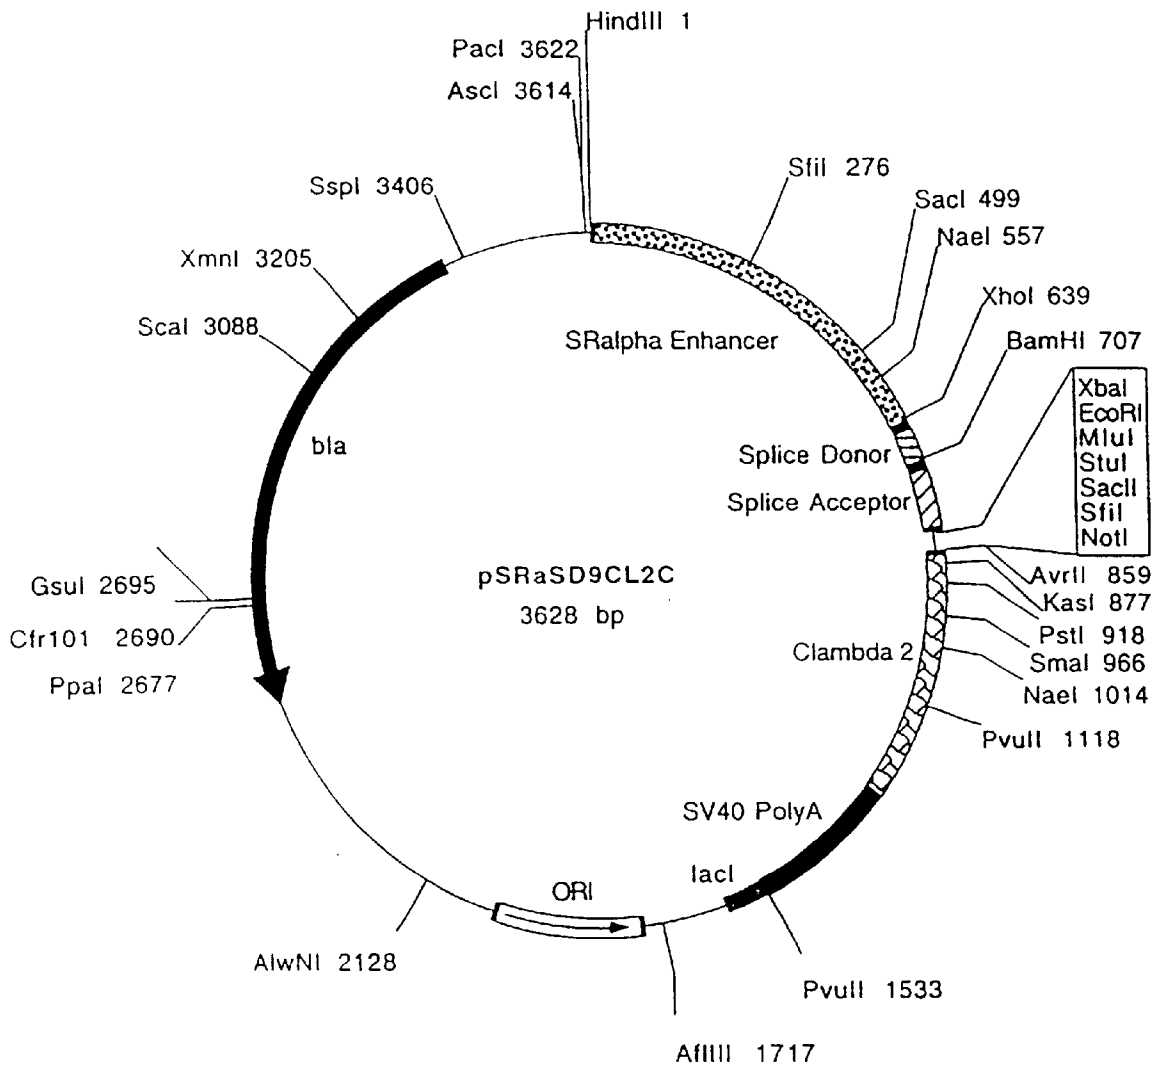 HindIII 1
PacI 3622
AscI 3614
SfiI 276
SspI 3406
SacI 499
NaeI 557
XmnI 3205
XhoI 639
ScaI 3088
SRalpha Enhancer
BamHI 707
XbaI
EcoRI
MluI
StuI
SacII
SfiI
NotI
bla
Splice Donor
Splice Acceptor
pSRaSD9CL2C
3628 bp
AvrII 859
KasI 877
PstI 918
SmaI 966
NaeI 1014
GsuI 2695
Cfr101 2690
PpaI 2677
Clambda 2
PvuII 1118
SV40 PolyA
lacI
ORI
AlwNI 2128
PvuII 1533
AflIII 1717